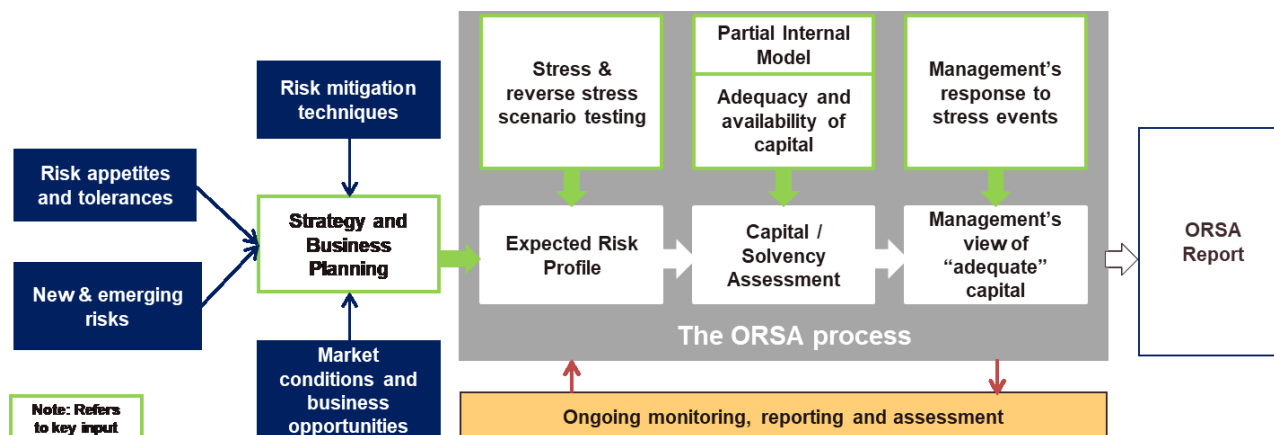 Risk mitigation
techniques
Risk appetites
and tolerances
New & emerging
risks
Strategy and
Business
Planning
Market
conditions and
business
opportunities
Note: Refers
to key input
Stress &
reverse stress
scenario testing
Partial Internal
Model
Adequacy and
availability of
capital
Management's
response to
stress events
Expected Risk
Profile
Capital /
Solvency
Assessment
Management's
view of
“adequate”
capital
The ORSA process
Ongoing monitoring, reporting and assessment
ORSA
Report